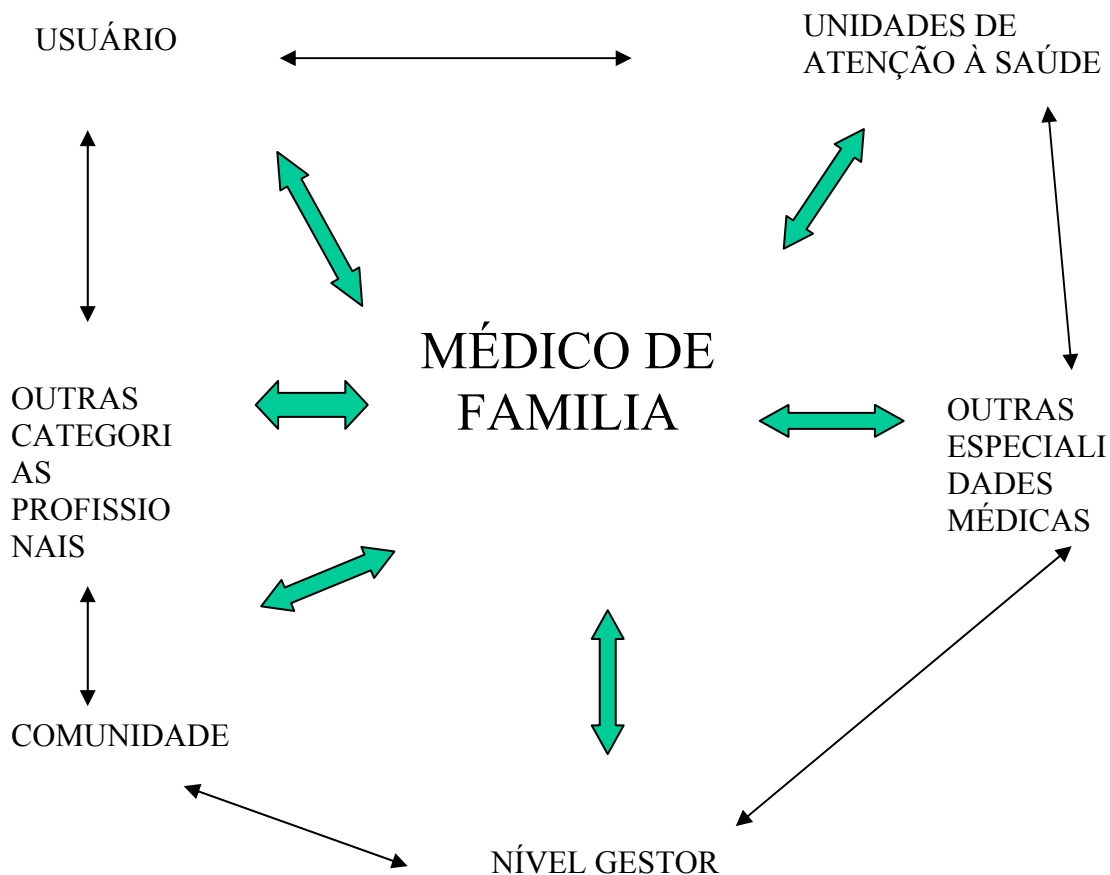 USUÁRIO
UNIDADES DE
ATENÇÃO À SAÚDE
MÉDICO DE
FAMILIA
OUTRAS
CATEGORI
AS
PROFISSIO
NAIS
OUTRAS
ESPECIALI
DADES
MÉDICAS
COMUNIDADE
NÍVEL GESTOR